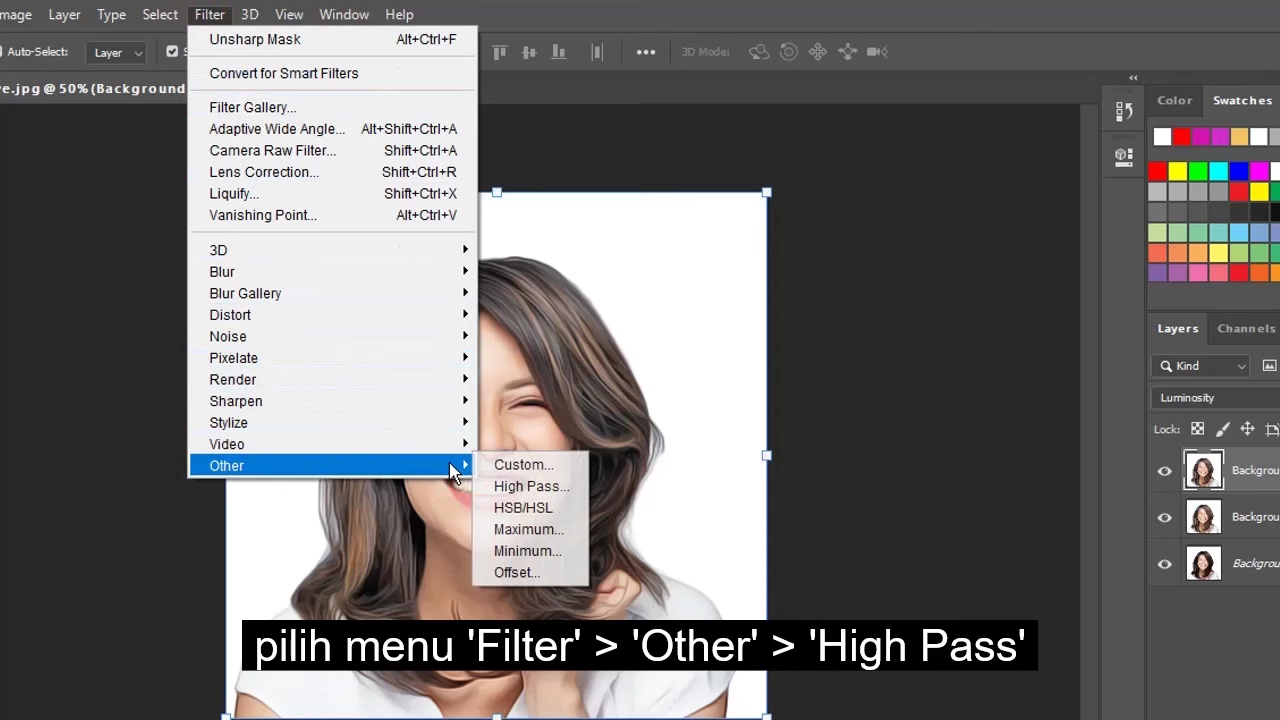 mage Layer Type Select Filter 3D View Window Help
Auto-Select: Layer S 3D Mode:
ve.jpg @ 50% (Background
Unsharp Mask Alt+Ctrl+F
Convert for Smart Filters
Filter Gallery...
Adaptive Wide Angle... Alt+Shift+Ctrl+A
Camera Raw Filter... Shift+Ctrl+A
Lens Correction... Shift+Ctrl+R
Liquify... Shift+Ctrl+X
Vanishing Point... Alt+Ctrl+V
3D
Blur
Blur Gallery
Distort
Noise
Pixelate
Render
Sharpen
Stylize
Video
Other
Custom...
High Pass...
HSB/HSL
Maximum...
Minimum...
Offset...
Color Swatches
Layers Channels
Kind
Luminosity
Lock:
Backgrou
Backgrou
Backgrou
pilih menu 'Filter' > 'Other' > 'High Pass'